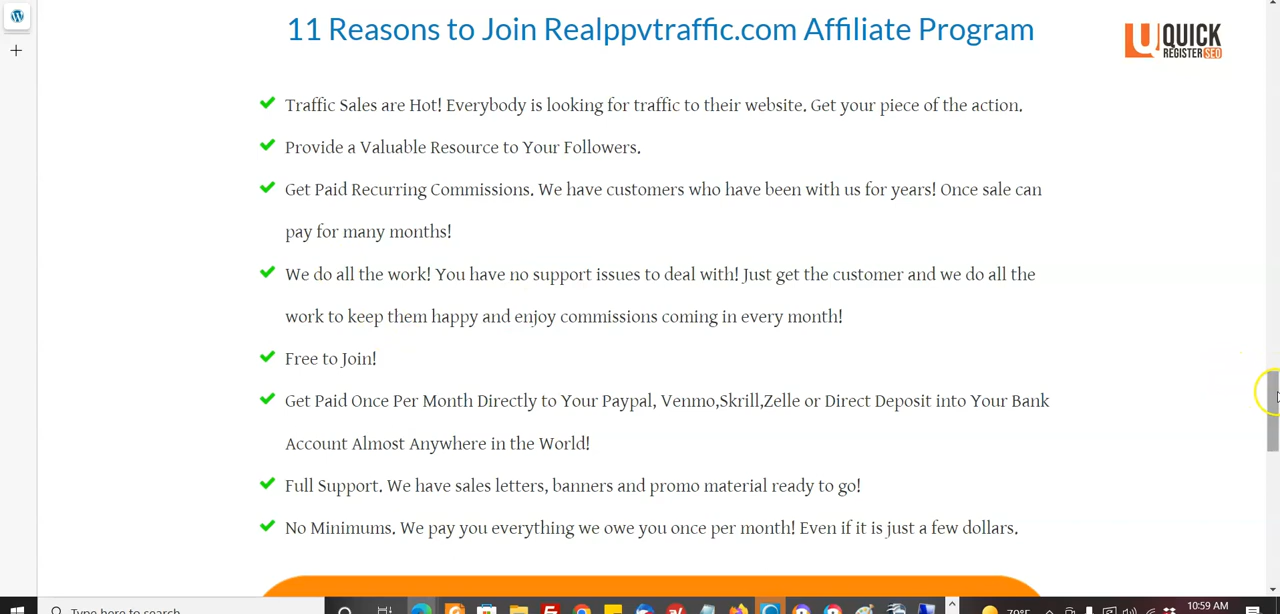 11 Reasons to Join Realppvtraffic.com Affiliate Program
QUICK
REGISTERSEO
Traffic Sales are Hot! Everybody is looking for traffic to their website. Get your piece of the action.
Provide a Valuable Resource to Your Followers.
Get Paid Recurring Commissions. We have customers who have been with us for years! Once sale can
pay for many months!
We do all the work! You have no support issues to deal with! Just get the customer and we do all the
work to keep them happy and enjoy commissions coming in every month!
Free to Join!
Get Paid Once Per Month Directly to Your Paypal, Venmo,Skrill,Zelle or Direct Deposit into Your Bank
Account Almost Anywhere in the World!
Full Support. We have sales letters, banners and promo material ready to go!
No Minimums. We pay you everything we owe you once per month! Even if it is just a few dollars.
Type here to search
70°F
10:59 AM